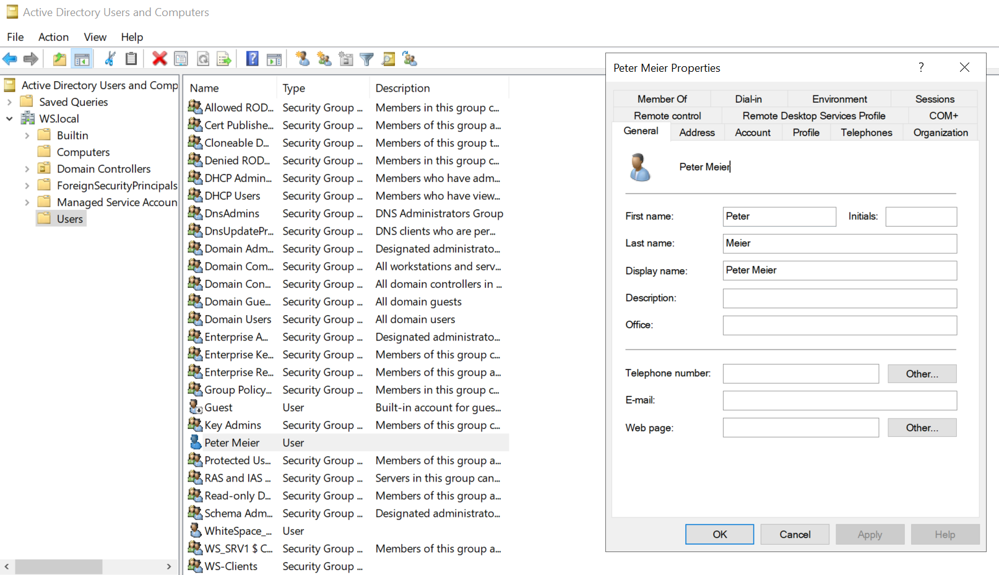 Active Directory Users and Computers
File Action View Help
Active Directory Users and Comp
Saved Queries
WS.local
Builtin
Computers
Domain Controllers
ForeignSecurityPrincipals
Managed Service Accoun
Users
Name Type Description
Allowed ROD... Security Group ... Members in this group c...
Cert Publishe... Security Group ... Members of this group a...
Cloneable D... Security Group ... Members of this group t...
Denied ROD... Security Group ... Members in this group c...
DHCP Admin... Security Group ... Members who have adm...
DHCP Users Security Group ... Members who have view...
DnsAdmins Security Group ... DNS Administrators Group
DnsUpdatePr... Security Group ... DNS clients who are per...
Domain Adm... Security Group ... Designated administrato...
Domain Com... Security Group ... All workstations and serv...
Domain Con... Security Group ... All domain controllers in ...
Domain Gue... Security Group ... All domain guests
Domain Users Security Group ... All domain users
Enterprise A... Security Group ... Designated administrato...
Enterprise Ke... Security Group ... Members of this group c...
Enterprise Re... Security Group ... Members of this group a...
Group Policy... Security Group ... Members in this group c...
Guest User Built-in account for gues...
Key Admins Security Group ... Members of this group c...
Peter Meier User
Protected Us... Security Group ... Members of this group a...
RAS and IAS ... Security Group ... Servers in this group can...
Read-only D... Security Group ... Members of this group a...
Schema Adm... Security Group ... Designated administrato...
WhiteSpace_... User
WS_SRV1 $ C... Security Group ... Members of this group a...
WS-Clients Security Group ...
Peter Meier Properties ?
Member Of Dial-in Environment Sessions
Remote control Remote Desktop Services Profile COM+
General Address Account Profile Telephones Organization
Peter Meier
First name: Peter Initials:
Last name: Meier
Display name: Peter Meier
Description:
Office:
Telephone number: Other...
E-mail:
Web page: Other...
OK Cancel Apply Help